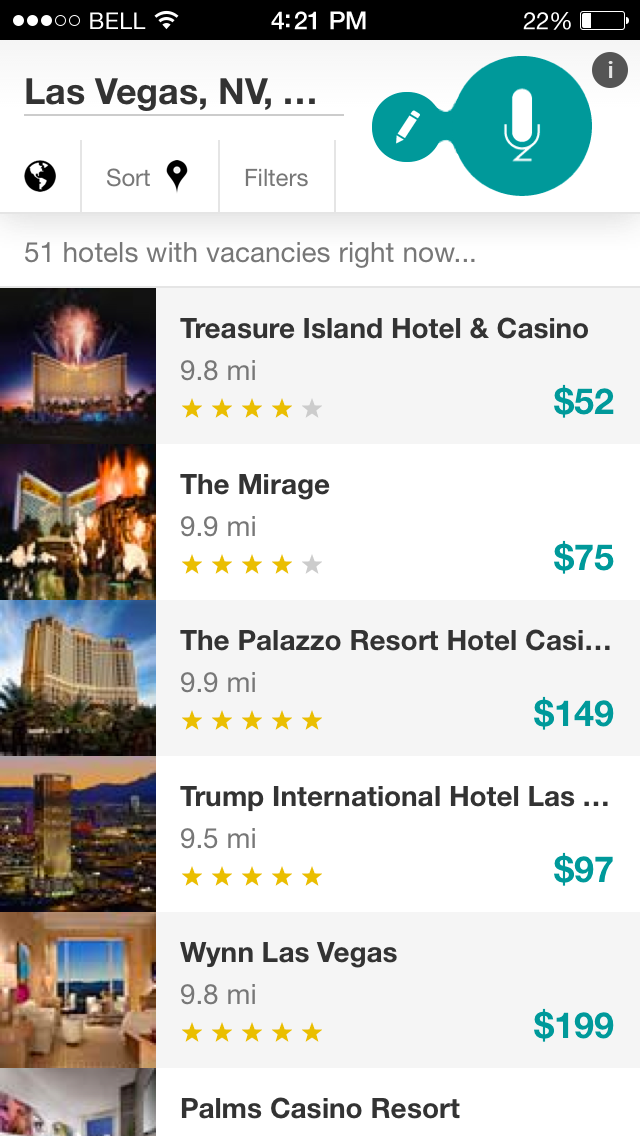 BELL 4:21 PM 22%
Las Vegas, NV, ...
i
Sort Filters
51 hotels with vacancies right now...
Treasure Island Hotel & Casino
9.8 mi
$52
The Mirage
9.9 mi
$75
The Palazzo Resort Hotel Casi...
9.9 mi
$149
Trump International Hotel Las ...
9.5 mi
$97
Wynn Las Vegas
9.8 mi
$199
Palms Casino Resort